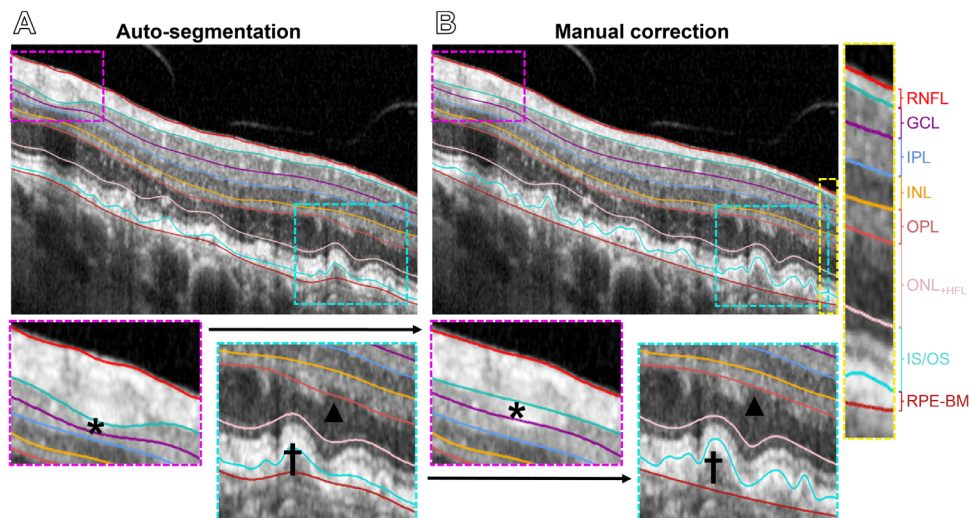 A
Auto-segmentation
B
Manual correction
RNFL
GCL
IPL
INL
OPL
ONL+HFL
IS/OS
RPE-BM
*
†
*
†